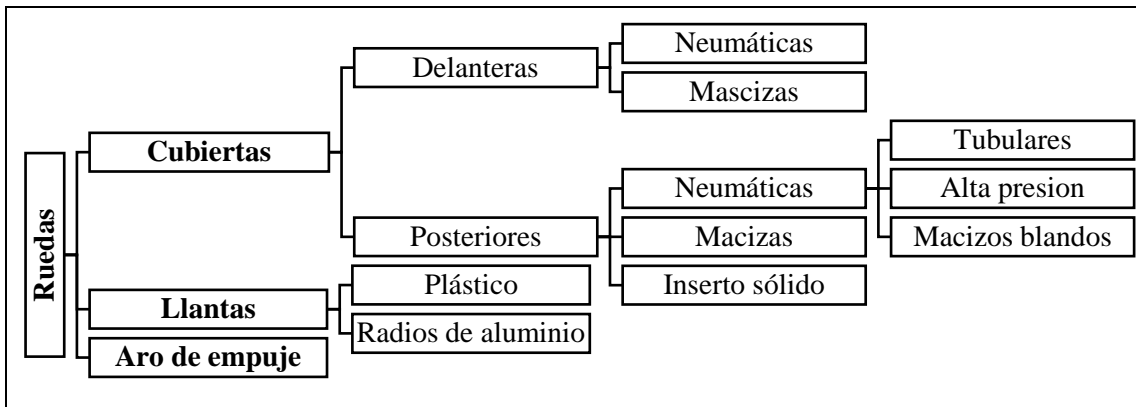 Ruedas
Cubiertas
Delanteras
Neumáticas
Mascizas
Posteriores
Neumáticas
Tubulares
Alta presion
Macizos blandos
Macizas
Inserto sólido
Llantas
Plástico
Radios de aluminio
Aro de empuje